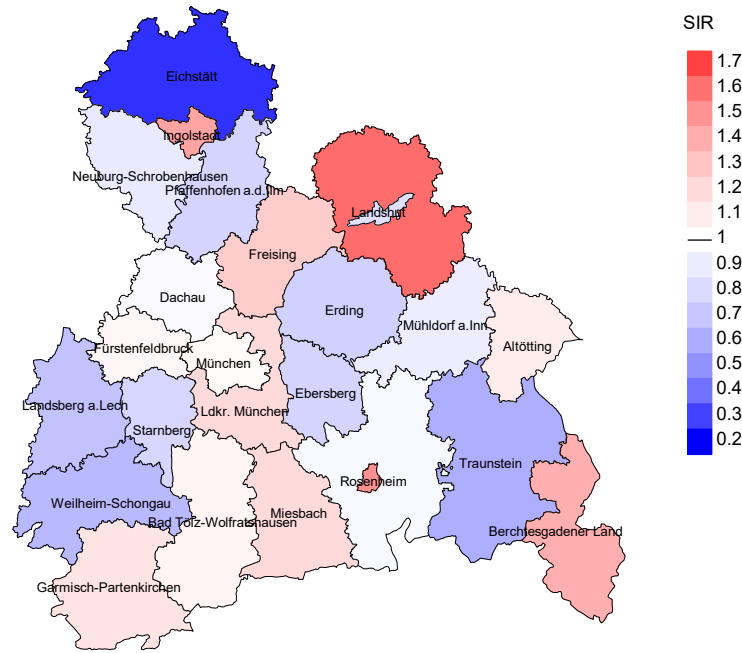 SIR
1.7
1.6
1.5
1.4
1.3
1.2
1.1
1
0.9
0.8
0.7
0.6
0.5
0.4
0.3
0.2
Eichstätt
Ingolstadt
Neuburg-Schrobenhausen
Pfaffenhofen a.d.Ilm
Landshut
Freising
Dachau
Erding
Mühldorf a.Inn
Altötting
Fürstenfeldbruck
München
Ebersberg
Landsberg a.Lech
Ldkr. München
Starnberg
Traunstein
Rosenheim
Weilheim-Schongau
Miesbach
Bad Tölz-Wolfratshausen
Berchtesgadener Land
Garmisch-Partenkirchen